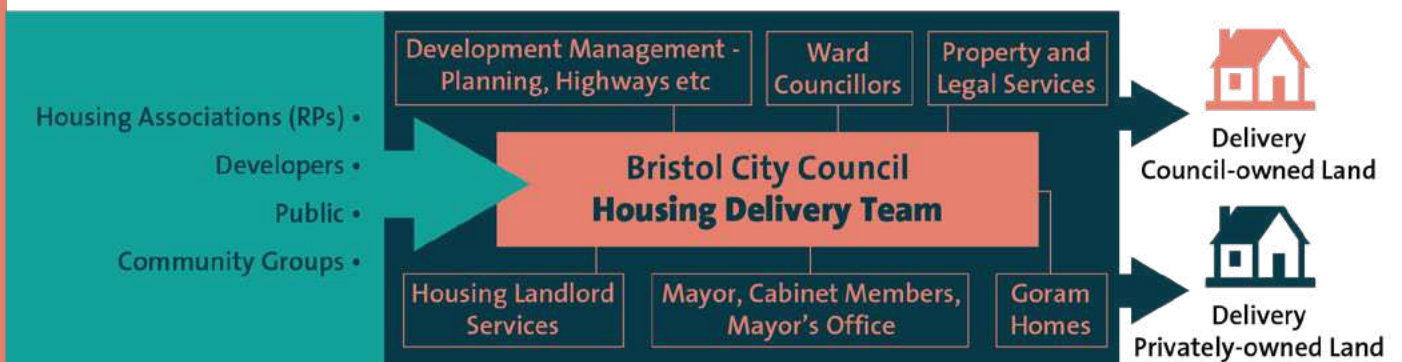 Housing Associations (RPs) •
Developers •
Public •
Community Groups •
Development Management -
Planning, Highways etc
Ward
Councillors
Property and
Legal Services
Bristol City Council
Housing Delivery Team
Housing Landlord
Services
Mayor, Cabinet Members,
Mayor's Office
Goram
Homes
Delivery
Council-owned Land
Delivery
Privately-owned Land